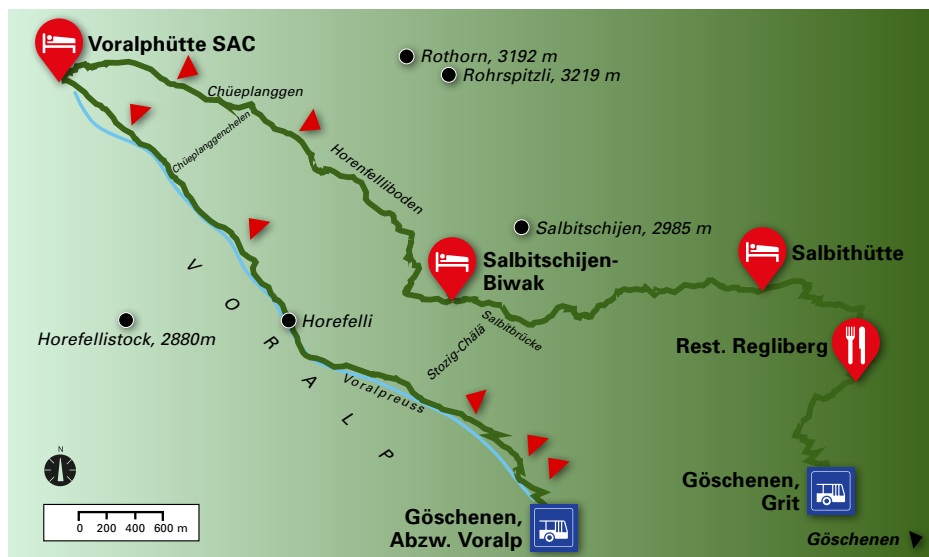 Voralphütte SAC
Rothorn, 3192 m
Rohrspitzli, 3219 m
Chüeplanggen
Chüeplanggenchelen
Horenfellliboden
Salbitschijen, 2985 m
Salbitschijen-
Biwak
Salbithütte
VORALP
Horefelli
Horefellistock, 2880m
Salbitbrücke
Stozig-Chälä
Rest. Regliberg
Voralpreuss
N
Göschenen,
Grit
0 200 400 600 m
Göschenen,
Abzw. Voralp
Göschenen